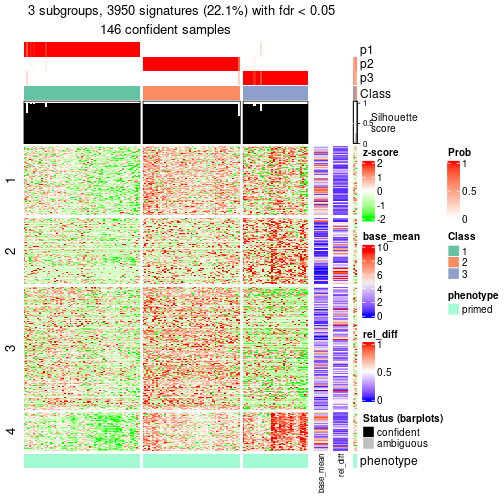 3 subgroups, 3950 signatures (22.1%) with fdr < 0.05
146 confident samples
p1
p2
p3
Class
1
0.5
0
Silhouette
score
1
2
3
4
z-score
2
1
0
-1
-2
Prob
1
0.5
0
base_mean
10
8
6
4
2
0
Class
1
2
3
phenotype
primed
rel_diff
1
0.5
0
Status (barplots)
confident
ambiguous
phenotype
base_mean
rel_diff